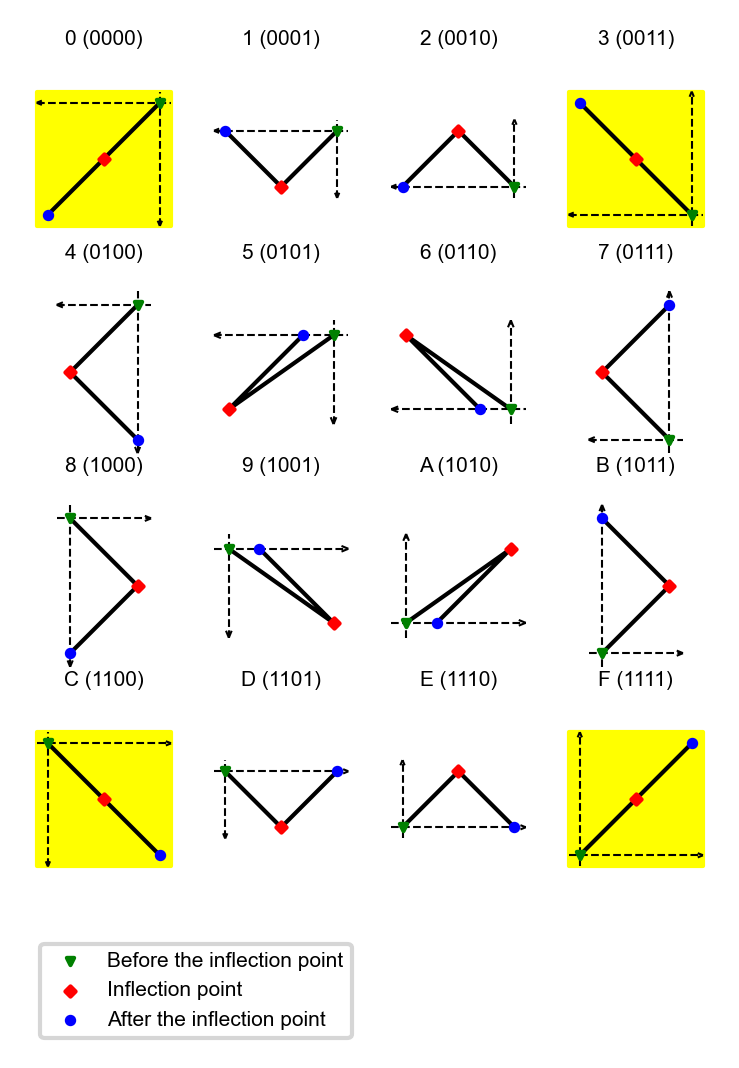 0 (0000)
1 (0001)
2 (0010)
3 (0011)
4 (0100)
5 (0101)
6 (0110)
7 (0111)
8 (1000)
9 (1001)
A (1010)
B (1011)
C (1100)
D (1101)
E (1110)
F (1111)
Before the inflection point
Inflection point
After the inflection point